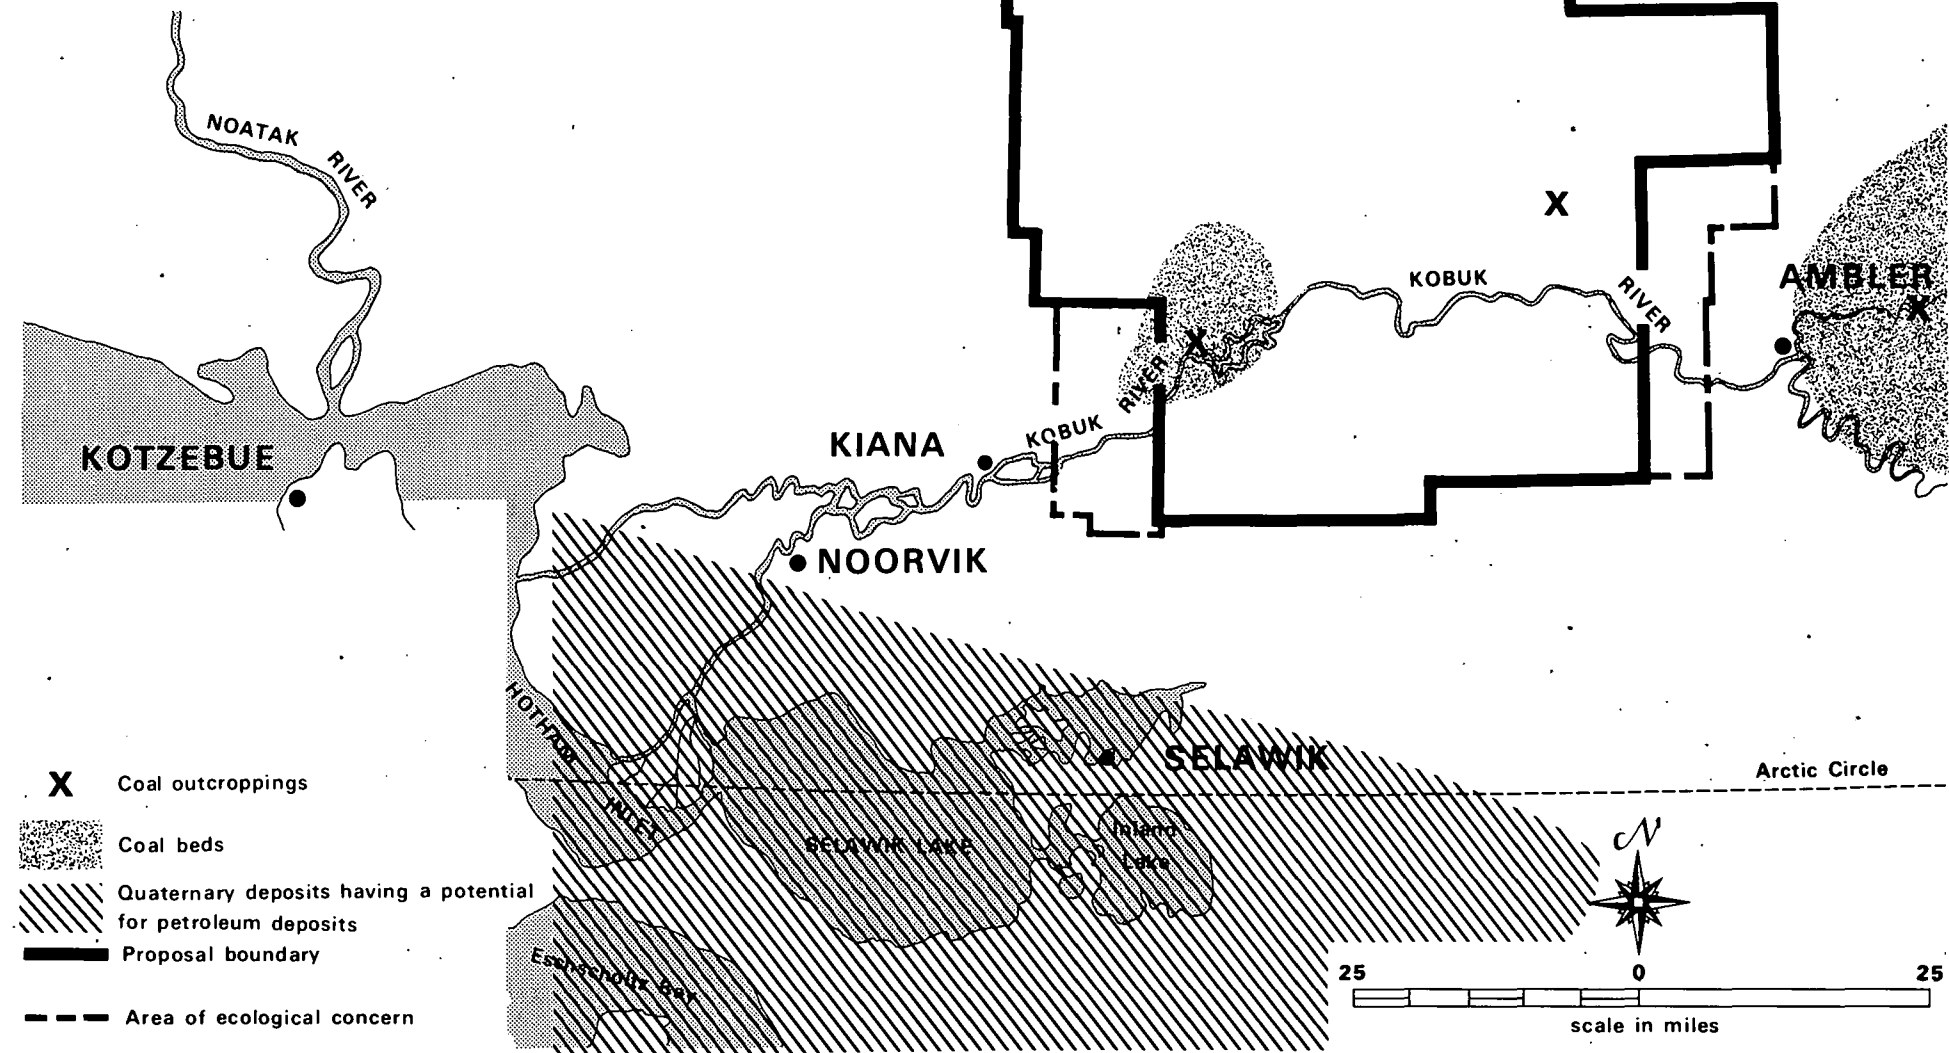 NOATAK
RIVER
KOBUK
RIVER
AMBLER
X
X
X
RIVER
KOBUK
KIANA
KOTZEBUE
NOORVIK
HOTHAM
INLET
SELAWIK
Arctic Circle
SELAWIK LAKE
Inland
Lake
Eschscholtz Bay
N
X Coal outcroppings
Coal beds
Quaternary deposits having a potential
for petroleum deposits
Proposal boundary
Area of ecological concern
25 0 25
scale in miles